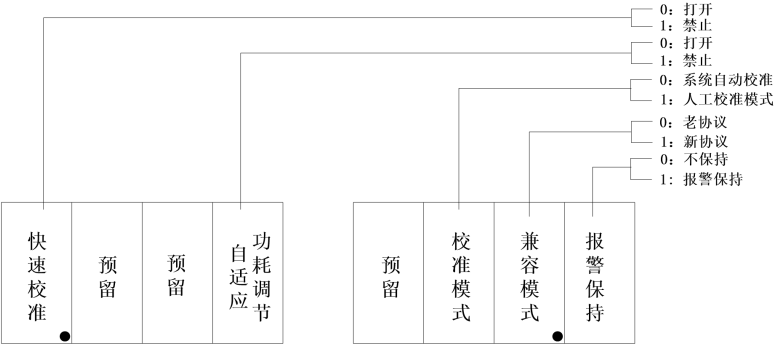 0: 打开
1: 禁止
0: 打开
1: 禁止
0: 系统自动校准
1: 人工校准模式
0: 老协议
1: 新协议
0: 不保持
1: 报警保持
快速校准
预留
预留
功耗调节
自适应
预留
校准模式
兼容模式
报警保持